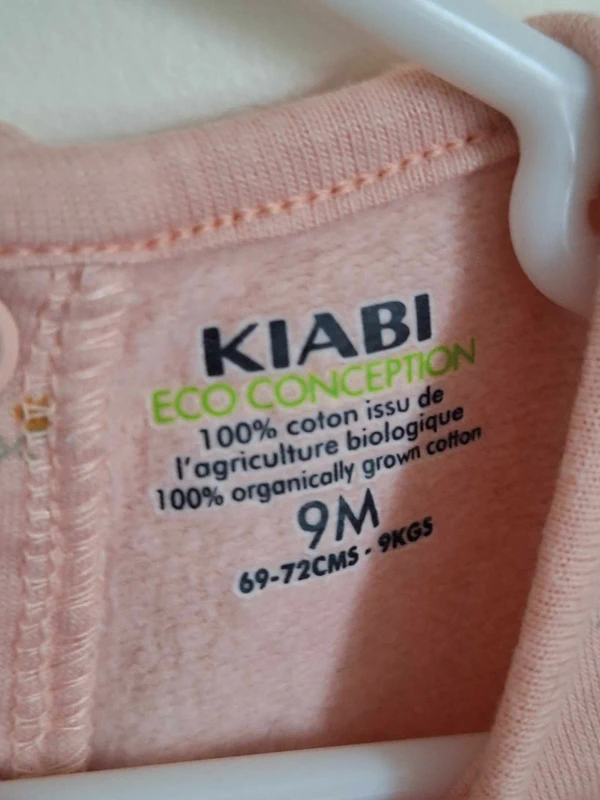 KIABI
ECO CONCEPTION
100% coton issu de
l'agriculture biologique
100% organically grown cotton
9M
69-72CMS - 9KGS